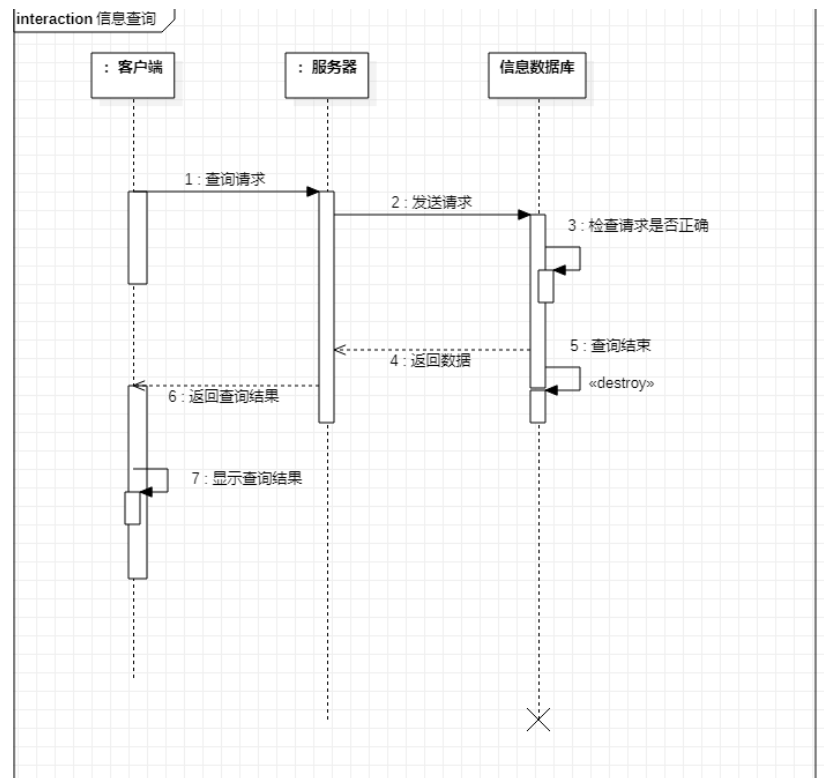 interaction 信息查询
: 客户端
: 服务器
信息数据库
1 : 查询请求
2 : 发送请求
3 : 检查请求是否正确
5 : 查询结束
4 : 返回数据
«destroy»
6 : 返回查询结果
7 : 显示查询结果